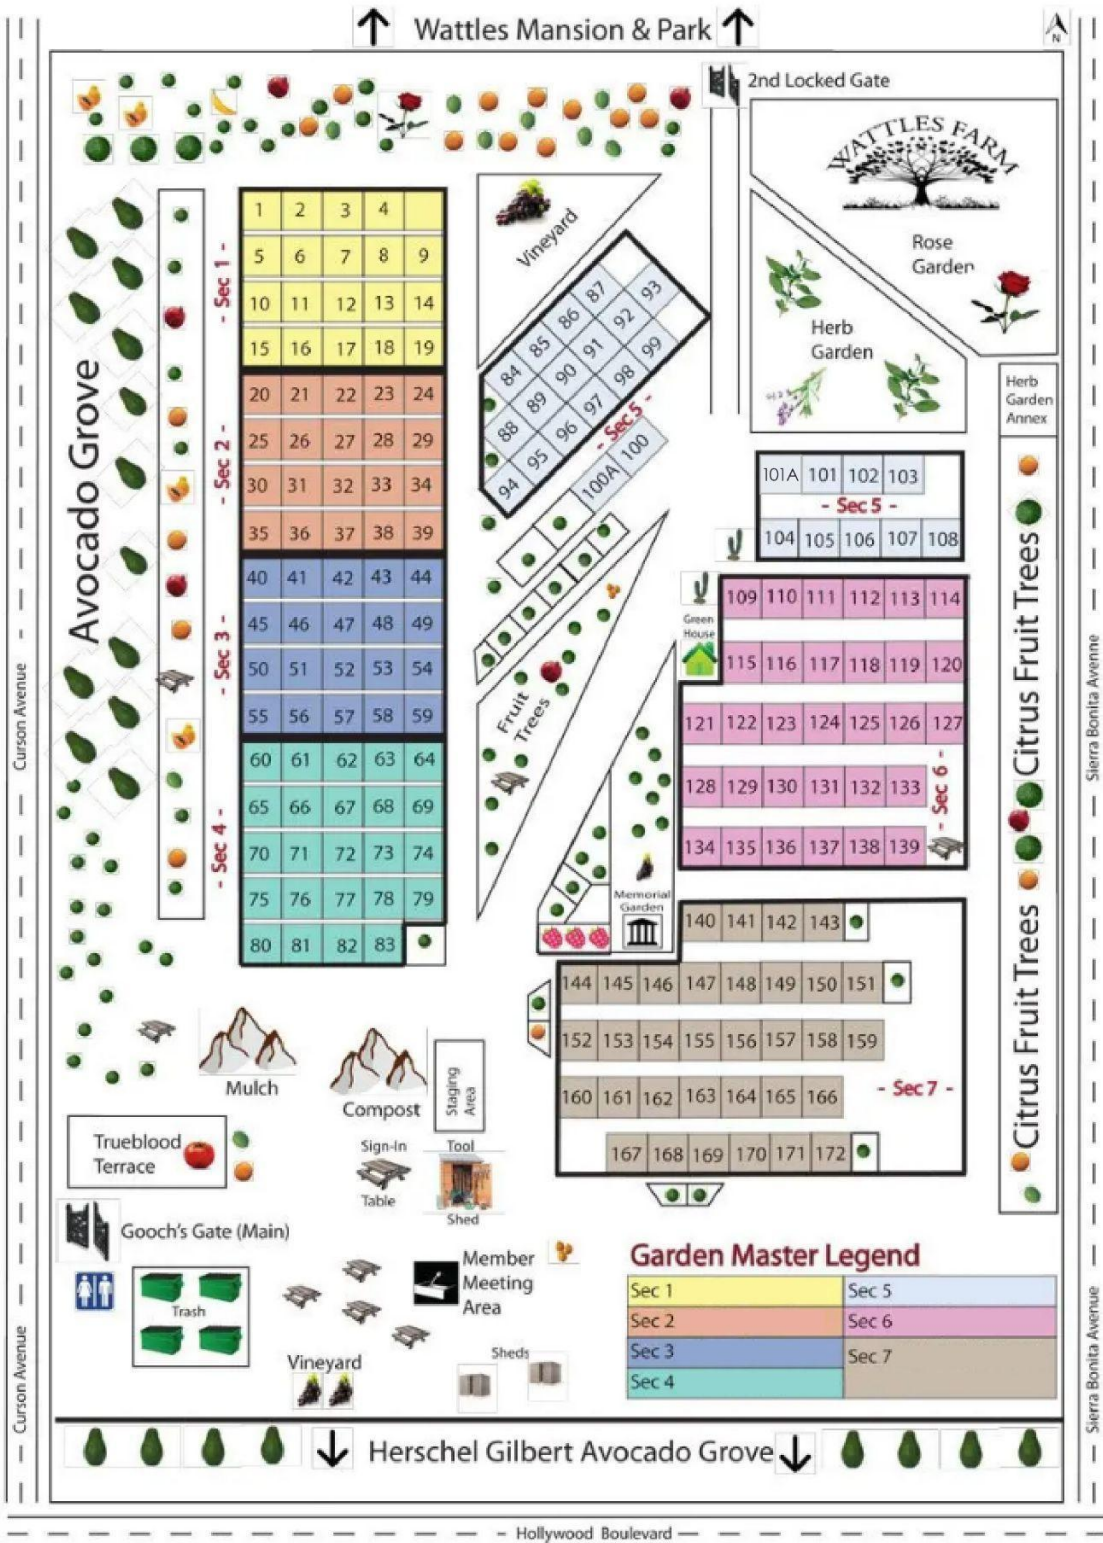 Wattles Mansion & Park
N
2nd Locked Gate
WATTLES FARM
Rose
Garden
Vineyard
Herb
Garden
Herb
Garden
Annex
Avocado Grove
- Sec 1 -
1 2 3 4
5 6 7 8 9
10 11 12 13 14
15 16 17 18 19
- Sec 2 -
20 21 22 23 24
25 26 27 28 29
30 31 32 33 34
35 36 37 38 39
- Sec 3 -
40 41 42 43 44
45 46 47 48 49
50 51 52 53 54
55 56 57 58 59
- Sec 4 -
60 61 62 63 64
65 66 67 68 69
70 71 72 73 74
75 76 77 78 79
80 81 82 83
84 85 86 87
88 89 90 91 92 93
94 95 96 97 98 99
- Sec 5 -
100A 100
101A 101 102 103
- Sec 5 -
104 105 106 107 108
Green
House
109 110 111 112 113 114
115 116 117 118 119 120
121 122 123 124 125 126 127
128 129 130 131 132 133
134 135 136 137 138 139
- Sec 6 -
Fruit
Trees
Memorial
Garden
140 141 142 143
144 145 146 147 148 149 150 151
152 153 154 155 156 157 158 159
160 161 162 163 164 165 166
- Sec 7 -
167 168 169 170 171 172
Citrus Fruit Trees
Citrus Fruit Trees
Curson Avenue
Curson Avenue
Sierra Bonita Avenne
Sierra Bonita Avenue
Mulch
Compost
Staging
Area
Trueblood
Terrace
Sign-In
Table
Tool
Shed
Gooch's Gate (Main)
Trash
Member
Meeting
Area
Vineyard
Sheds
Garden Master Legend
Sec 1
Sec 2
Sec 3
Sec 4
Sec 5
Sec 6
Sec 7
Herschel Gilbert Avocado Grove
Hollywood Boulevard